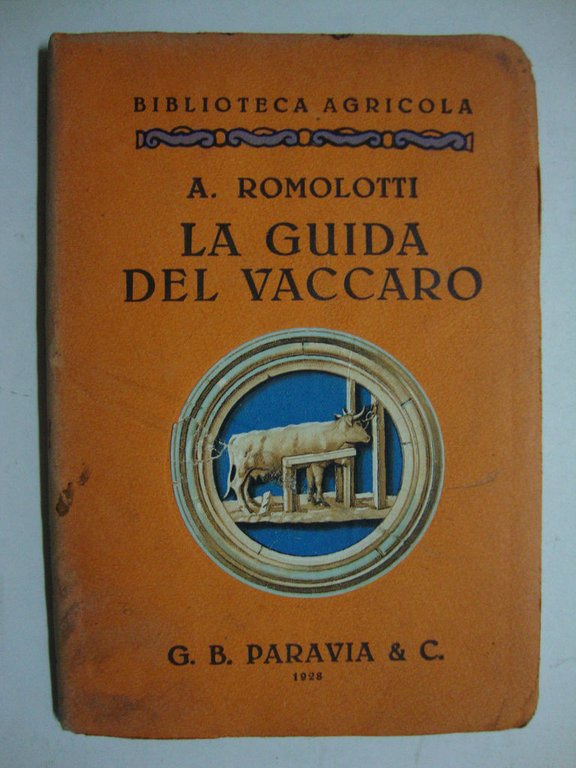 BIBLIOTECA AGRICOLA
A. ROMOLOTTI
LA GUIDA
DEL VACCARO
G. B. PARAVIA & C.
1928